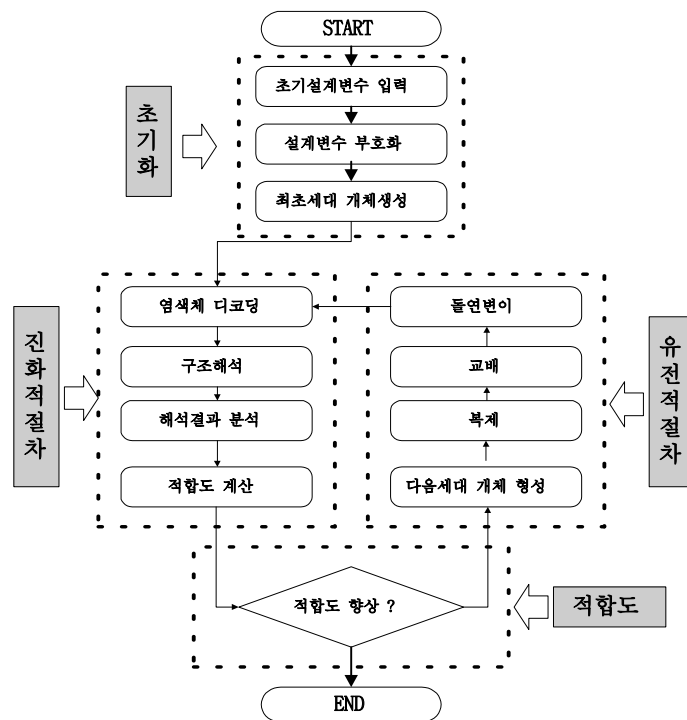 START
초기설계변수 입력
설계변수 부호화
최초세대 개체생성
초기화
염색체 디코딩
구조해석
해석결과 분석
적합도 계산
진화적절차
돌연변이
교배
복제
다음세대 개체 형성
유전적절차
적합도 향상 ?
적합도
END